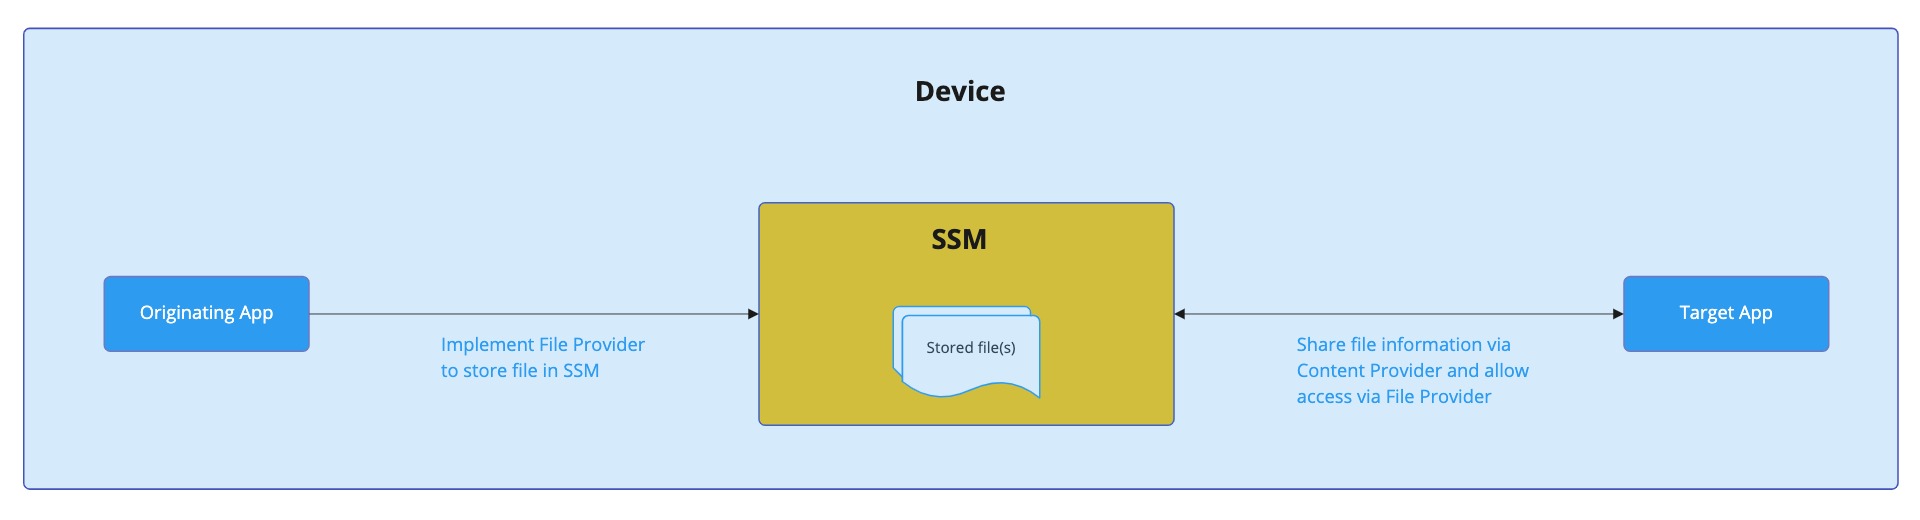 Device
SSM
Originating App
Target App
Implement File Provider
to store file in SSM
Stored file(s)
Share file information via
Content Provider and allow
access via File Provider